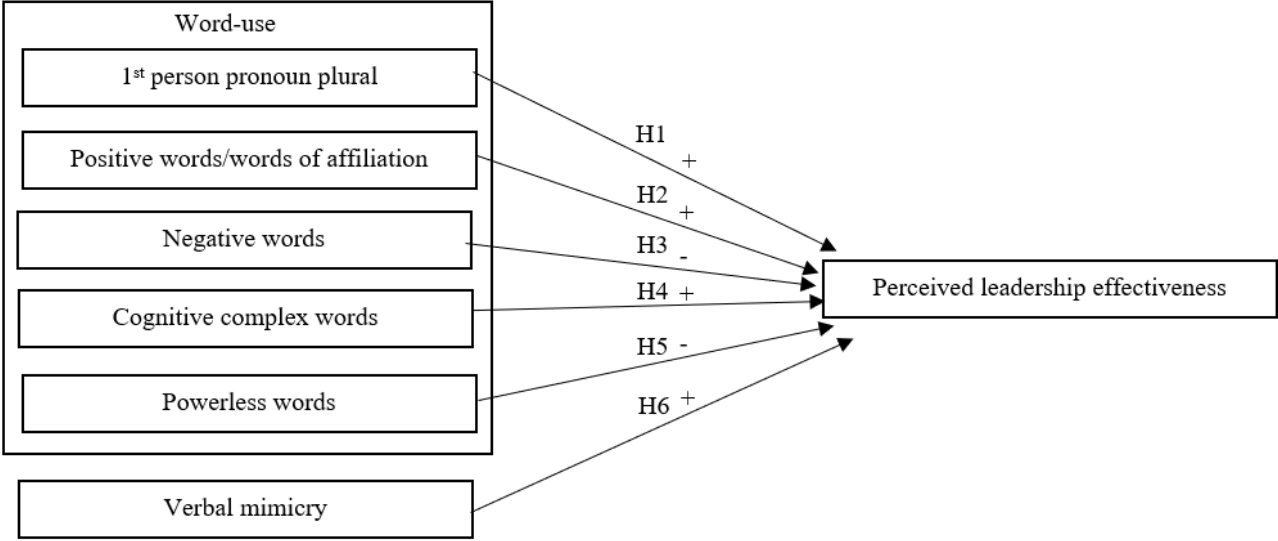 Word-use
1st person pronoun plural
Positive words/words of affiliation
Negative words
Cognitive complex words
Powerless words
Verbal mimicry
H1
+
H2
+
H3
-
H4 +
H5 -
H6 +
Perceived leadership effectiveness